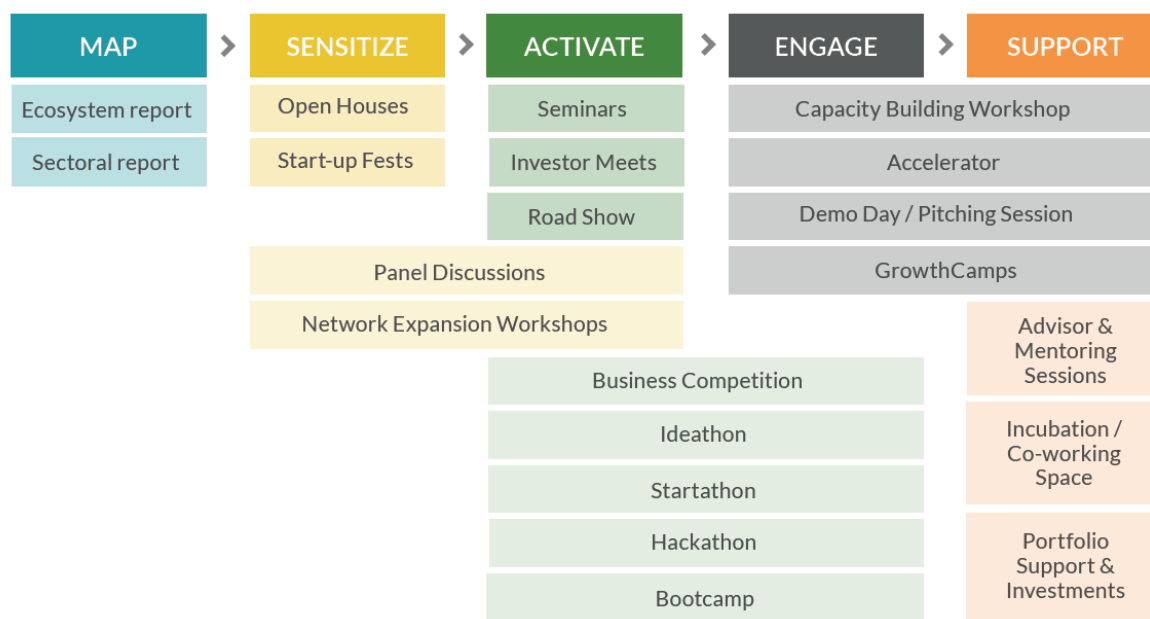 MAP
SENSITIZE
ACTIVATE
ENGAGE
SUPPORT
Ecosystem report
Sectoral report
Open Houses
Start-up Fests
Seminars
Investor Meets
Road Show
Panel Discussions
Network Expansion Workshops
Business Competition
Ideathon
Startathon
Hackathon
Bootcamp
Capacity Building Workshop
Accelerator
Demo Day / Pitching Session
GrowthCamps
Advisor &
Mentoring
Sessions
Incubation /
Co-working
Space
Portfolio
Support &
Investments